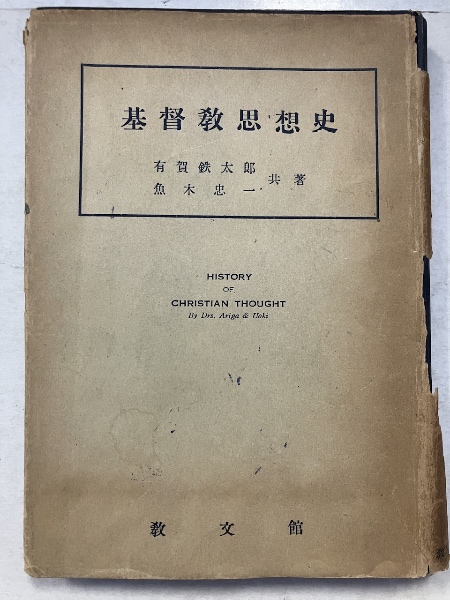 基督教思想史
有賀鉄太郎
魚木忠一
共著
HISTORY
OF
CHRISTIAN THOUGHT
By Drs. Ariga & Uoki
教文館